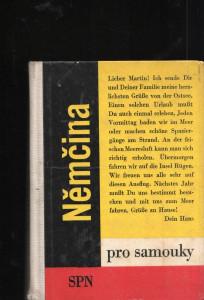 Němčina
Lieber Martin! Ich sende Dir
und Deiner Familie meine herz-
lichsten Grüße von der Ostsee.
Einen solchen Urlaub mußt
Du auch einmal erleben. Jeden
Vormittag baden wir im Meer
oder machen schöne Spazier-
gänge am Strand. An der fri-
schen Meeresluft kann man sich
richtig erholen. Übermorgen
fahren wir auf die Insel Rügen.
Wir freuen uns alle sehr auf
diesen Ausflug. Nächstes Jahr
mußt Du uns bestimmt besu-
chen und mit uns zum Meer
fahren. Grüße an Hause!
Dein Hans
pro samouky
SPN